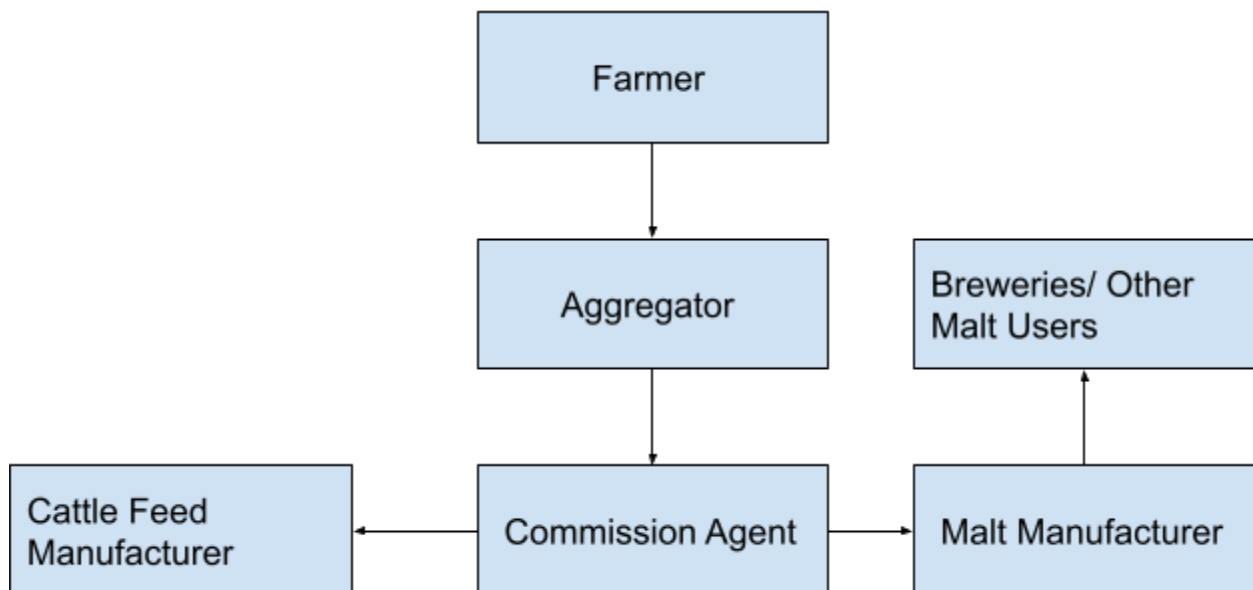 Farmer
Aggregator
Breweries/ Other
Malt Users
Cattle Feed
Manufacturer
Commission Agent
Malt Manufacturer